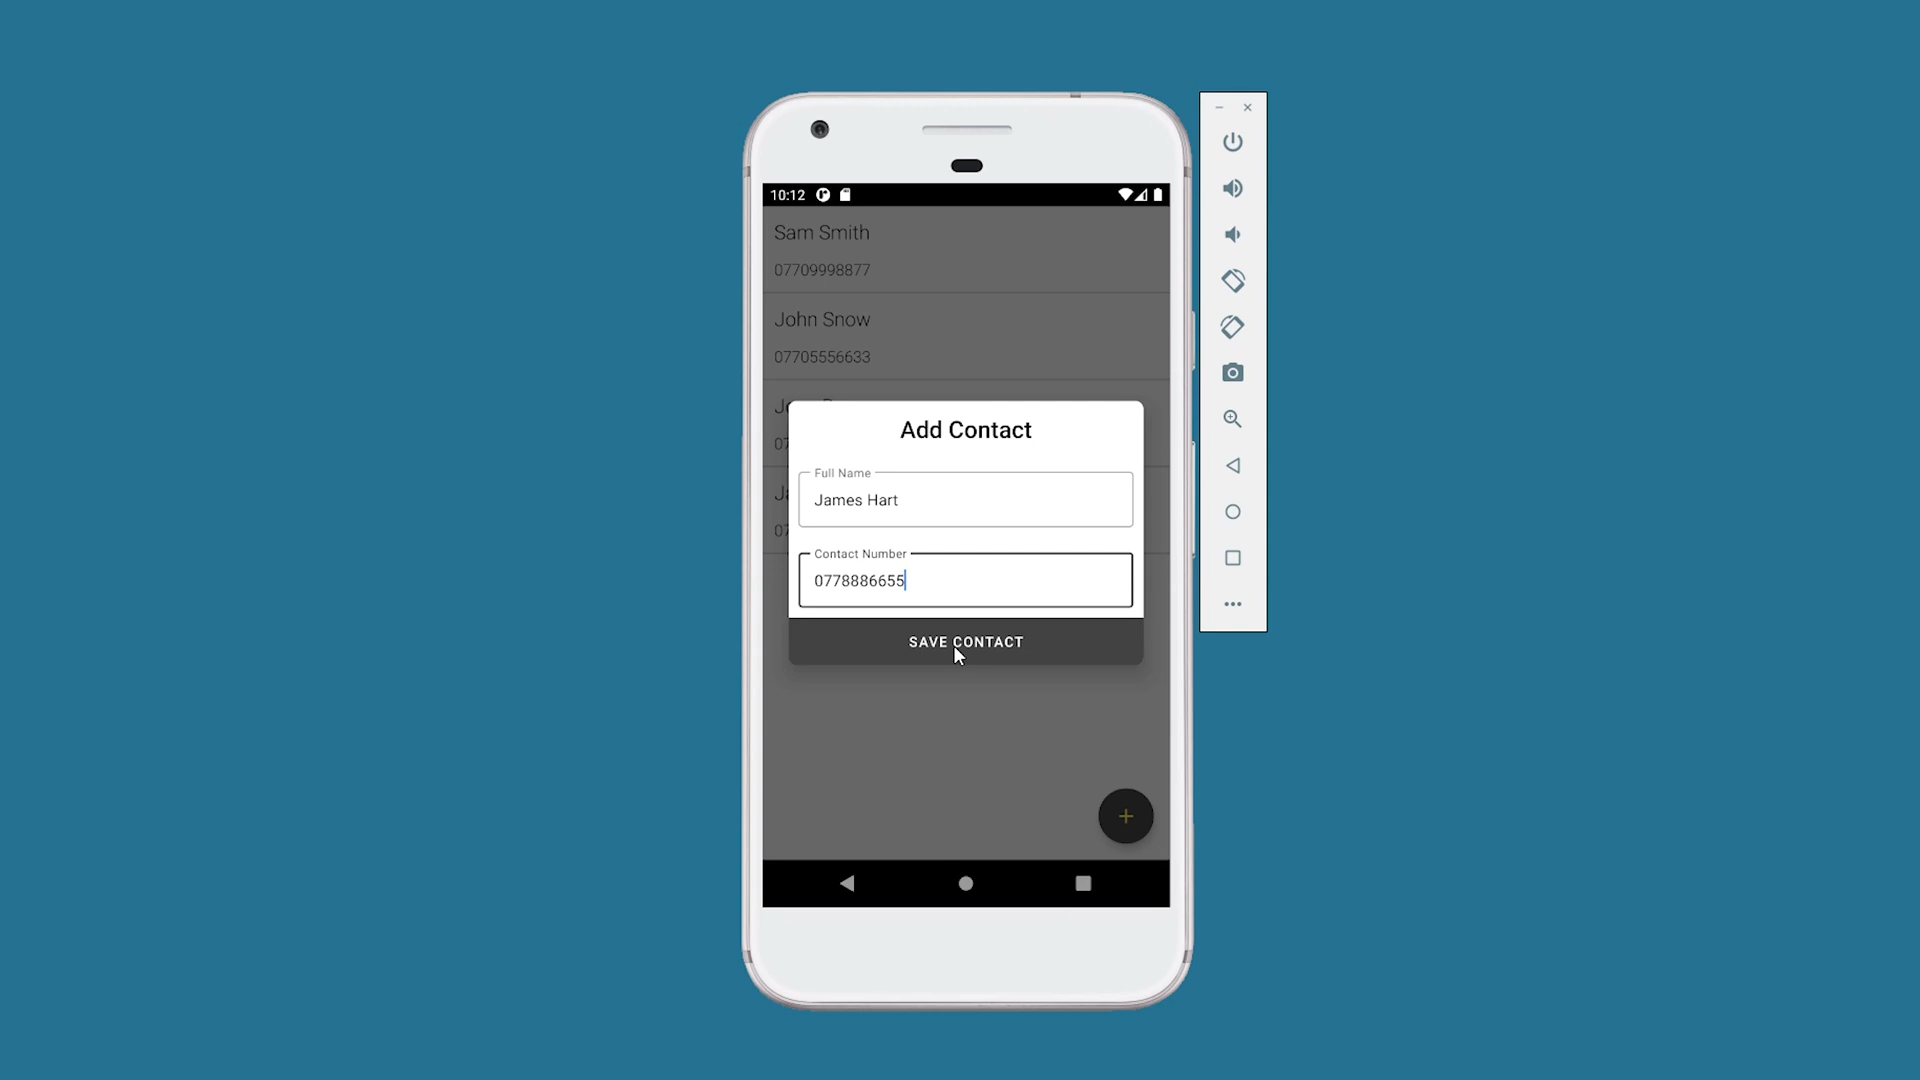 10:12
Sam Smith
07709998877
John Snow
07705556633
Add Contact
Full Name
James Hart
Contact Number
0778886655
SAVE CONTACT